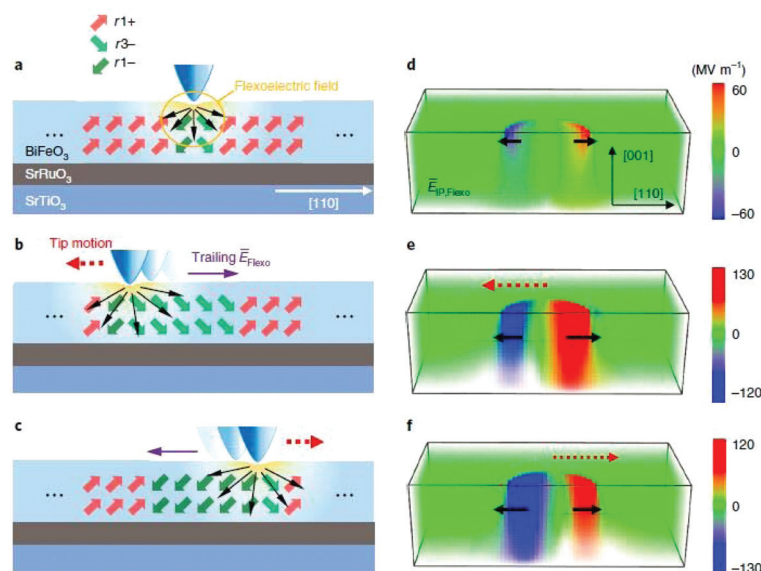 r1+
r3–
r1–
a
Flexoelectric field
... ...
BiFeO₃
SrRuO₃
SrTiO₃ [110]
b
Tip motion
Trailing E̅Flexo
... ...
c
... ...
d
(MV m⁻¹)
60
0
–60
[001]
E̅IP,Flexo
[110]
e
130
0
–120
f
120
0
–130